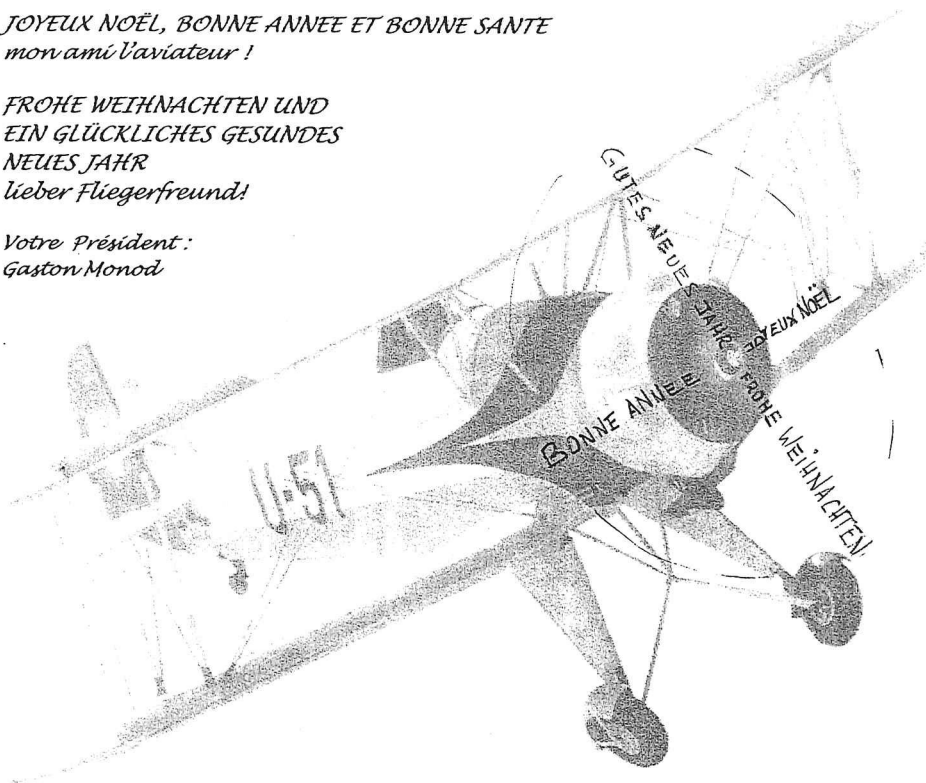 JOYEUX NOËL, BONNE ANNEE ET BONNE SANTE
mon ami l'aviateur !
FROHE WEIHNACHTEN UND
EIN GLÜCKLICHES GESUNDES
NEUES JAHR
lieber Fliegerfreund!
Votre Président :
Gaston Monod
GUTES NEUES JAHR
JOYEUX NOËL
BONNE ANNEE
FROHE WEIHNACHTEN
U-51